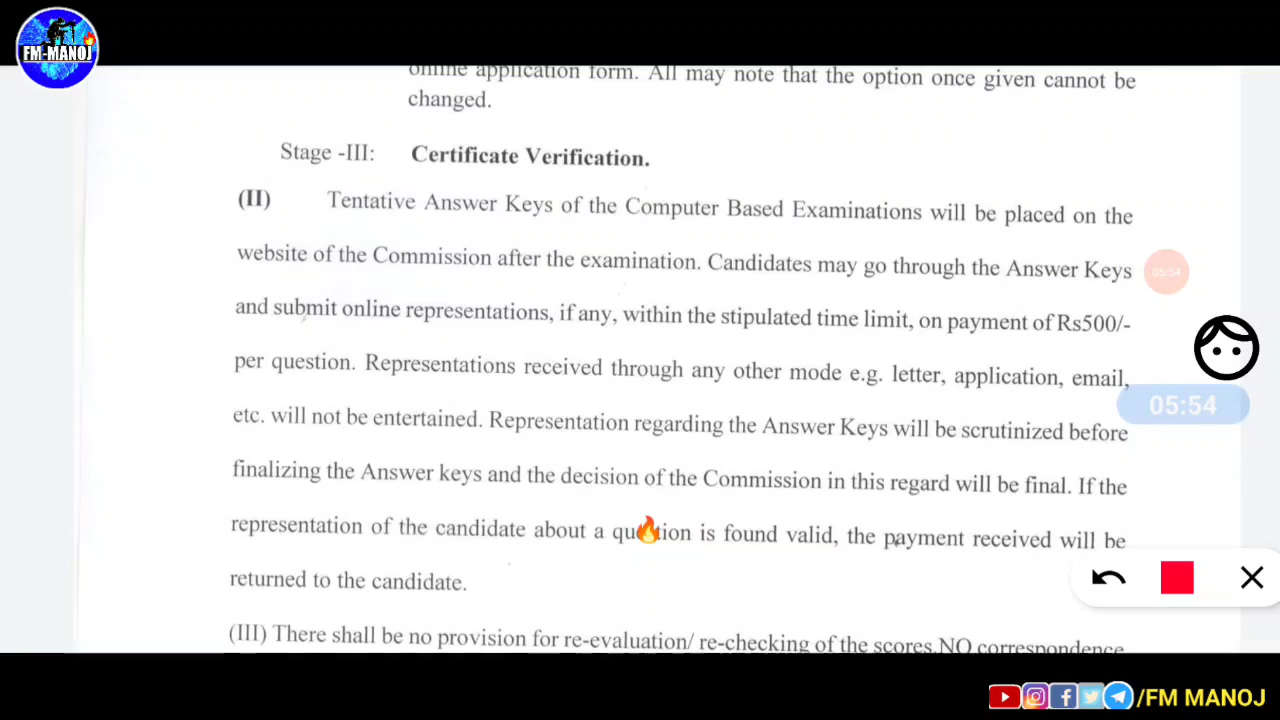 FM-MANOJ
online application form. All may note that the option once given cannot be
changed.
Stage -III: Certificate Verification.
(II) Tentative Answer Keys of the Computer Based Examinations will be placed on the
website of the Commission after the examination. Candidates may go through the Answer Keys
05:54
and submit online representations, if any, within the stipulated time limit, on payment of Rs500/-
per question. Representations received through any other mode e.g. letter, application, email,
05:54
etc. will not be entertained. Representation regarding the Answer Keys will be scrutinized before
finalizing the Answer keys and the decision of the Commission in this regard will be final. If the
representation of the candidate about a qu🔥tion is found valid, the payment received will be
returned to the candidate.
(III) There shall be no provision for re-evaluation/ re-checking of the scores.NO correspondence
/FM MANOJ